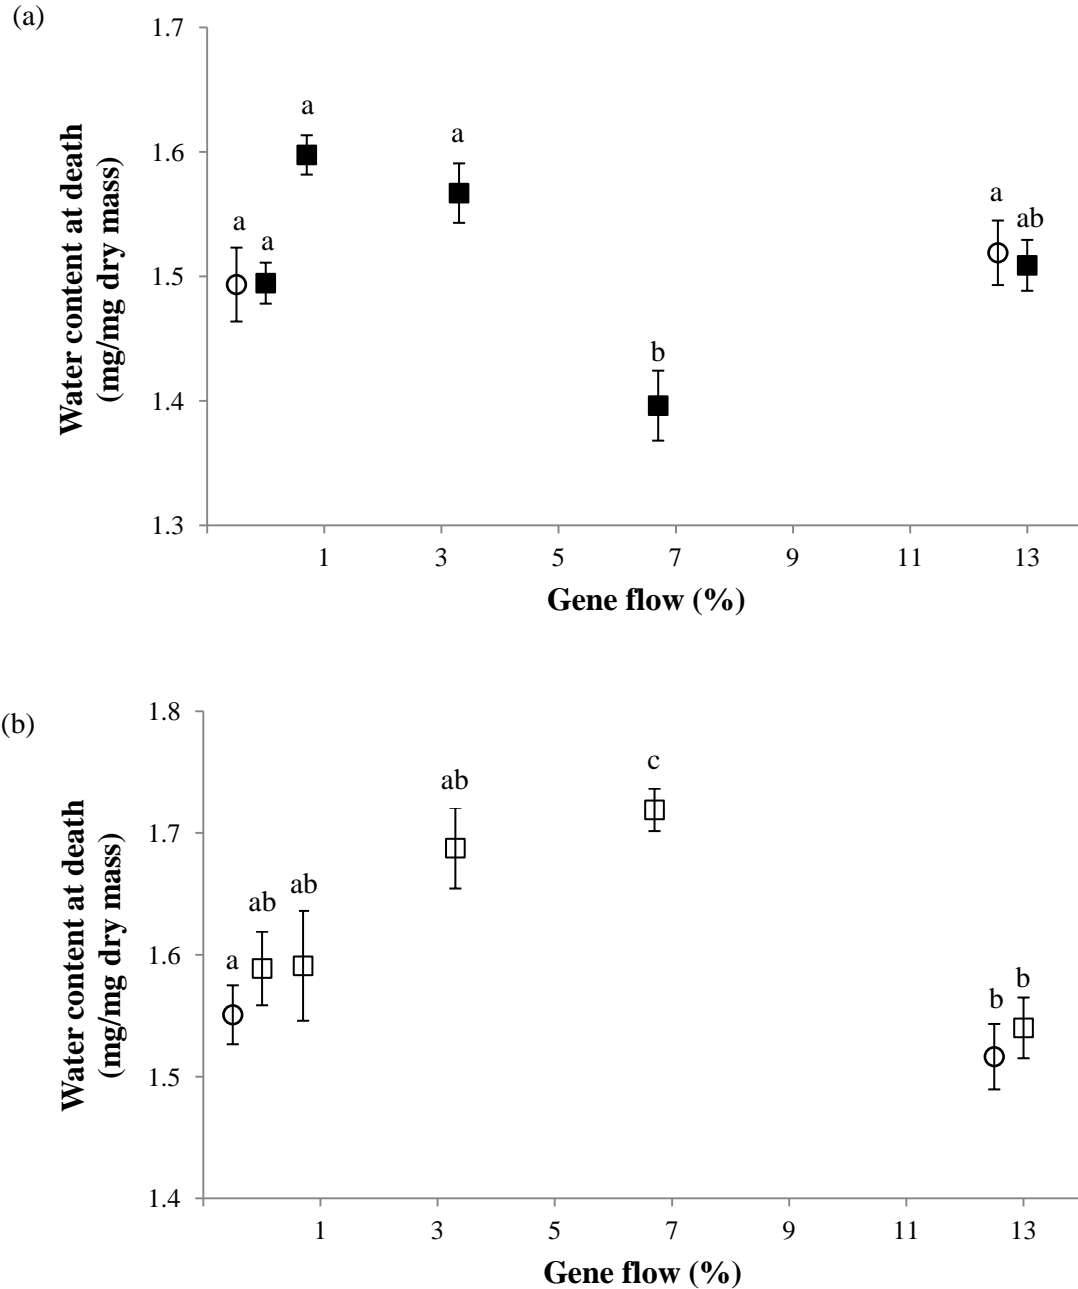 (a)
1.7
1.6
1.5
1.4
1.3
Water content at death
(mg/mg dry mass)
a
a
a
a
b
a
ab
1 3 5 7 9 11 13
Gene flow (%)
(b)
1.8
1.7
1.6
1.5
1.4
Water content at death
(mg/mg dry mass)
a
ab
ab
ab
c
b
b
1 3 5 7 9 11 13
Gene flow (%)